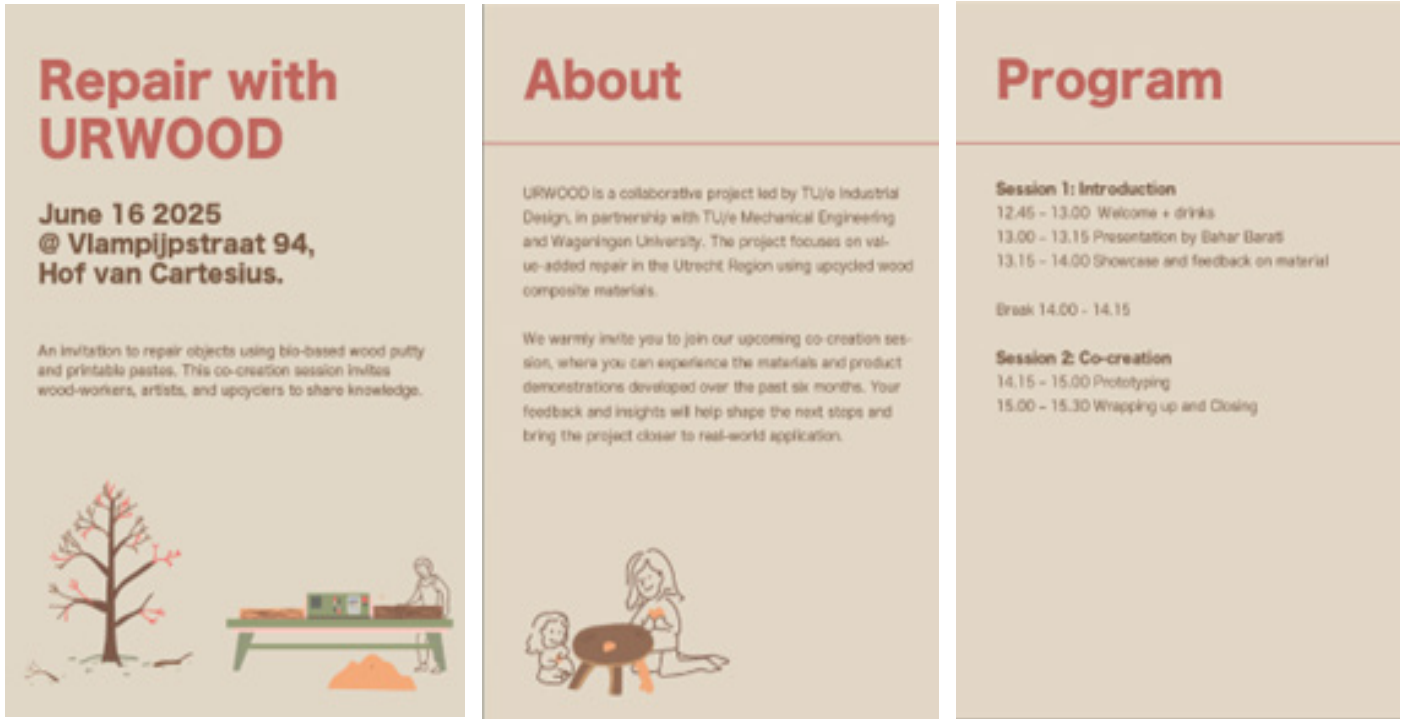 Repair with
URWOOD
June 16 2025
@ Vlampijpstraat 94,
Hof van Cartesius.
An invitation to repair objects using bio-based wood putty
and printable pastes. This co-creation session invites
wood-workers, artists, and upcyclers to share knowledge.
About
URWOOD is a collaborative project led by TU/e Industrial
Design, in partnership with TU/e Mechanical Engineering
and Wageningen University. The project focuses on val-
ue-added repair in the Utrecht Region using upcycled wood
composite materials.
We warmly invite you to join our upcoming co-creation ses-
sion, where you can experience the materials and product
demonstrations developed over the past six months. Your
feedback and insights will help shape the next steps and
bring the project closer to real-world application.
Program
Session 1: Introduction
12.45 – 13.00 Welcome + drinks
13.00 – 13.15 Presentation by Bahar Barati
13.15 – 14.00 Showcase and feedback on material
Break 14.00 - 14.15
Session 2: Co-creation
14.15 – 15.00 Prototyping
15.00 – 15.30 Wrapping up and Closing